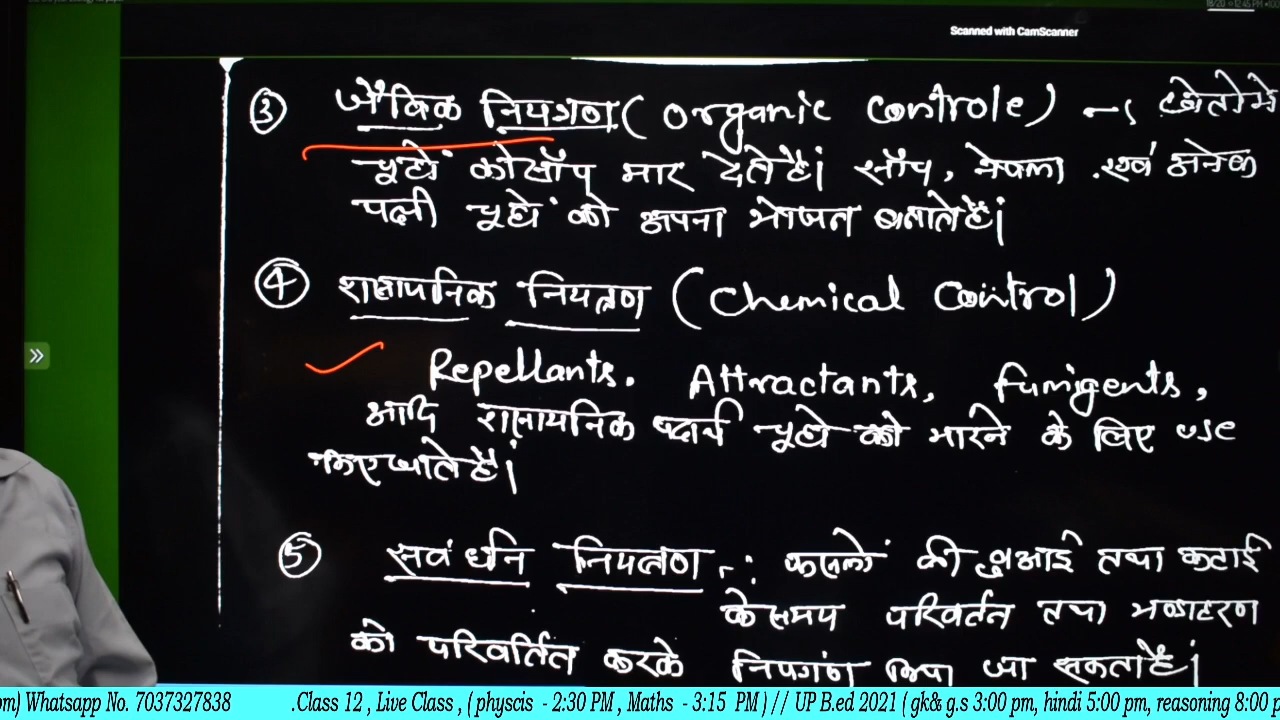 Scanned with CamScanner
③ जैविक नियंत्रण ( organic controle ) → खेतो मे
चूहों को साँप मार देते हैं। साँप, नेवला एवं अनेक
पक्षी चूहों को अपना भोजन बनाते हैं।
④ रासायनिक नियंत्रण ( Chemical Control )
Repellants, Attractants, fumigents,
आदि रासायनिक पदार्थ चूहो को मारने के लिए use
किए जाते हैं।
⑤ संवर्धन नियंत्रण :- फसलों की बुआई तथा कटाई
के समय परिवर्तन तथा भण्डारण
को परिवर्तित करके नियंत्रण किया जा सकता है।
om) Whatsapp No. 7037327838 .Class 12 , Live Class , ( physcis - 2:30 PM , Maths - 3:15 PM ) // UP B.ed 2021 ( gk& g.s 3:00 pm, hindi 5:00 pm, reasoning 8:00 p